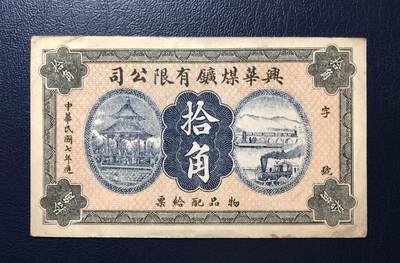 興華煤鑛有限公司
字 號
拾角
中華民國七年造
物品配給票